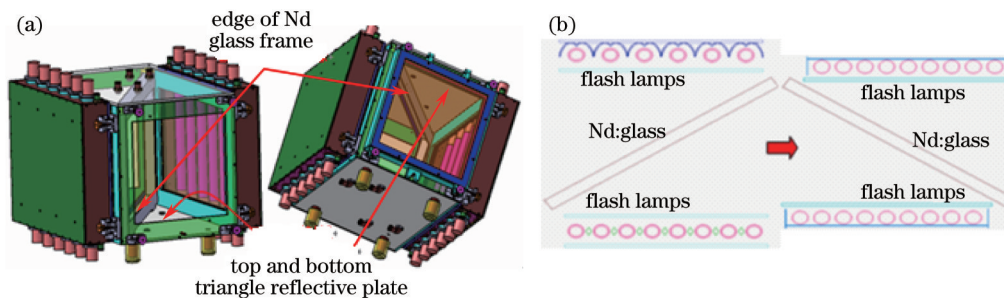 (a)
edge of Nd
glass frame
top and bottom
triangle reflective plate
(b)
flash lamps
flash lamps
Nd:glass
Nd:glass
flash lamps
flash lamps